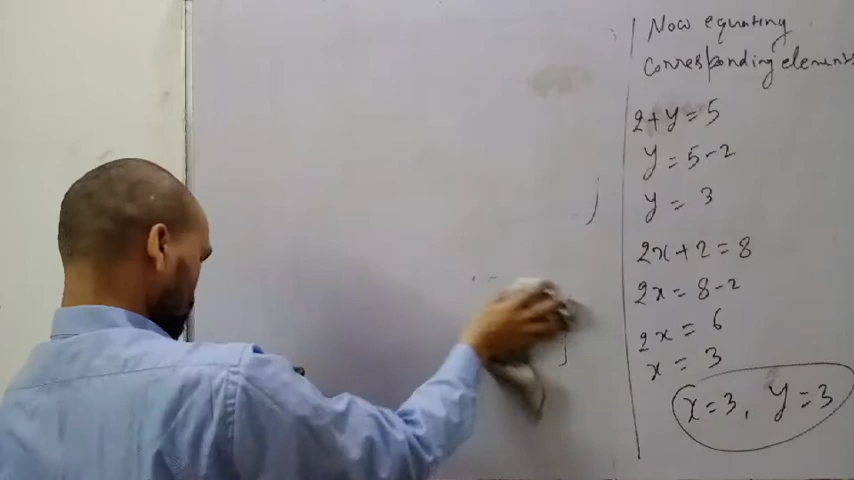 Now equating
corresponding elements
2+y=5
y=5-2
y=3
2x+2=8
2x=8-2
2x=6
x=3
x=3, y=3